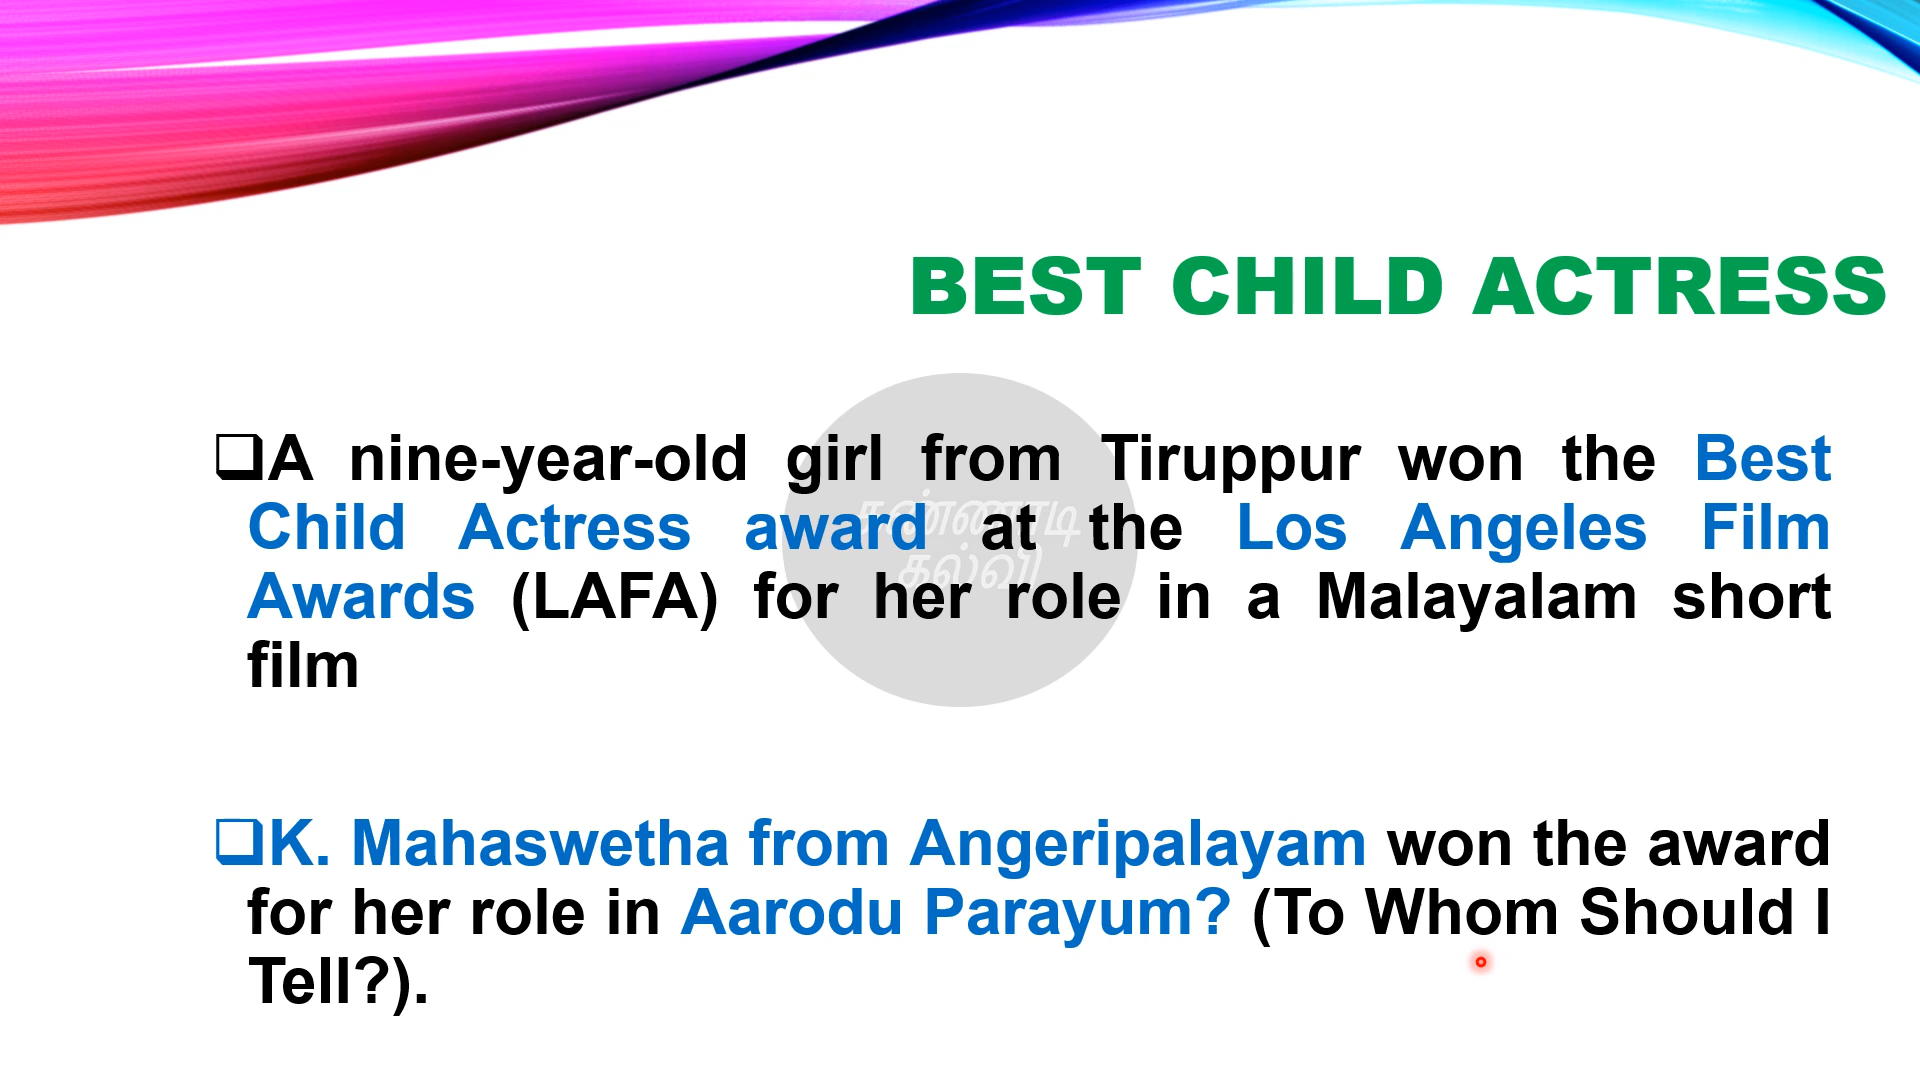 BEST CHILD ACTRESS
A nine-year-old girl from Tiruppur won the Best
Child Actress award at the Los Angeles Film
Awards (LAFA) for her role in a Malayalam short
film
கண்ணாடி
கல்வி
K. Mahaswetha from Angeripalayam won the award
for her role in Aarodu Parayum? (To Whom Should I
Tell?).